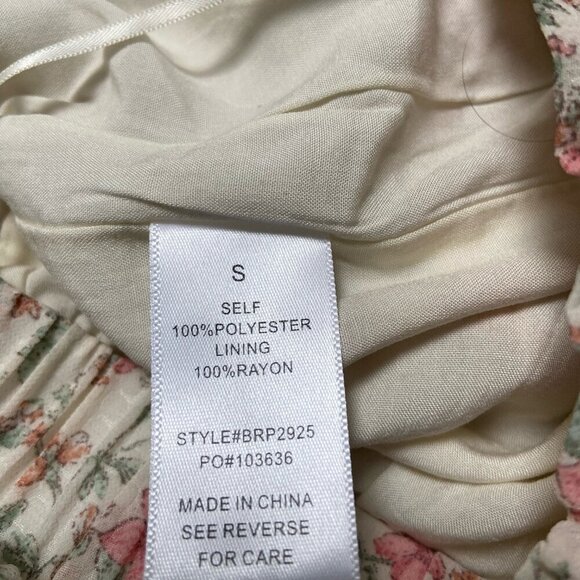 S
SELF
100%POLYESTER
LINING
100%RAYON
STYLE#BRP2925
PO#103636
MADE IN CHINA
SEE REVERSE
FOR CARE